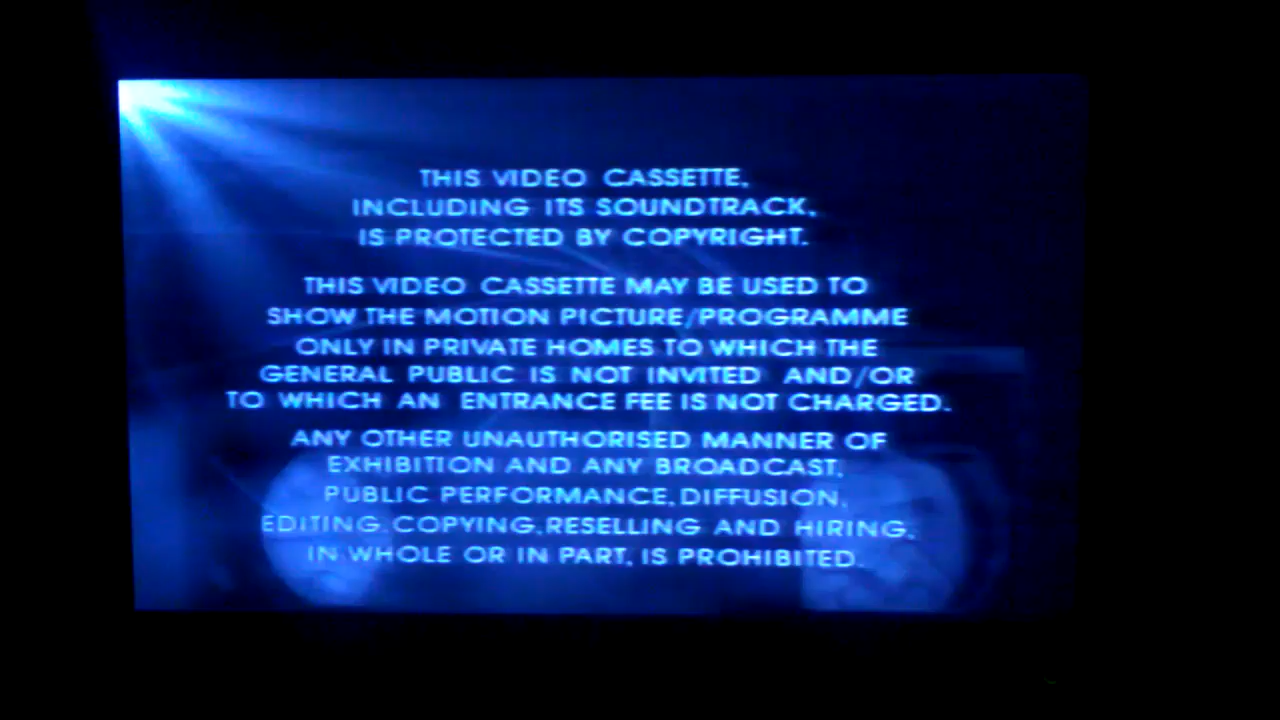 THIS VIDEO CASSETTE,
INCLUDING ITS SOUNDTRACK,
IS PROTECTED BY COPYRIGHT.
THIS VIDEO CASSETTE MAY BE USED TO
SHOW THE MOTION PICTURE/PROGRAMME
ONLY IN PRIVATE HOMES TO WHICH THE
GENERAL PUBLIC IS NOT INVITED AND/OR
TO WHICH AN ENTRANCE FEE IS NOT CHARGED.
ANY OTHER UNAUTHORISED MANNER OF
EXHIBITION AND ANY BROADCAST,
PUBLIC PERFORMANCE, DIFFUSION,
EDITING, COPYING, RESELLING AND HIRING,
IN WHOLE OR IN PART, IS PROHIBITED.